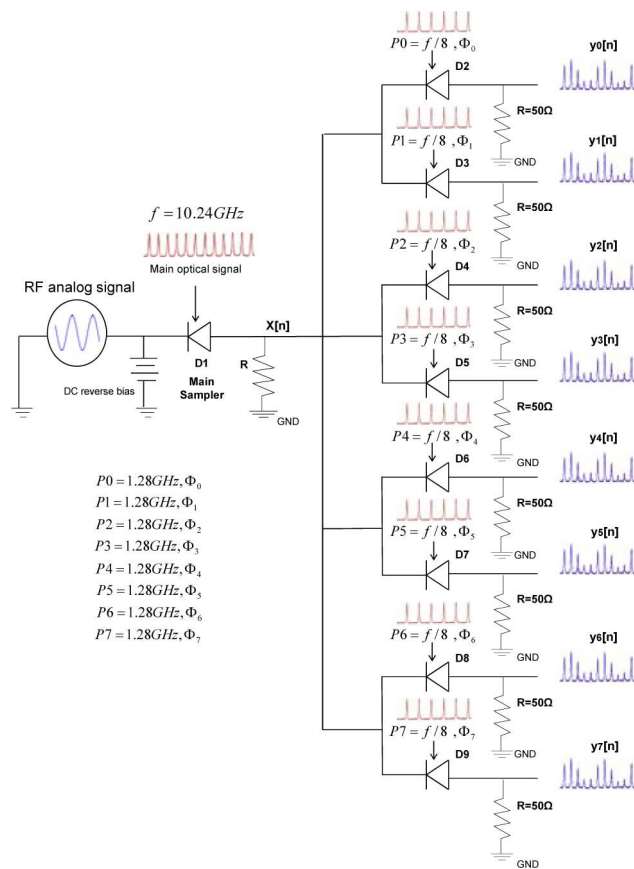 P0 = f/8 , Φ0
D2
y0[n]
R=50Ω
GND
P1 = f/8 , Φ1
D3
y1[n]
R=50Ω
GND
P2 = f/8 , Φ2
D4
y2[n]
R=50Ω
GND
P3 = f/8 , Φ3
D5
y3[n]
R=50Ω
GND
P4 = f/8 , Φ4
D6
y4[n]
R=50Ω
GND
P5 = f/8 , Φ5
D7
y5[n]
R=50Ω
GND
P6 = f/8 , Φ6
D8
y6[n]
R=50Ω
GND
P7 = f/8 , Φ7
D9
y7[n]
R=50Ω
GND
f = 10.24GHz
Main optical signal
RF analog signal
DC reverse bias
D1
Main
Sampler
X[n]
R
GND
P0 = 1.28GHz, Φ0
P1 = 1.28GHz, Φ1
P2 = 1.28GHz, Φ2
P3 = 1.28GHz, Φ3
P4 = 1.28GHz, Φ4
P5 = 1.28GHz, Φ5
P6 = 1.28GHz, Φ6
P7 = 1.28GHz, Φ7